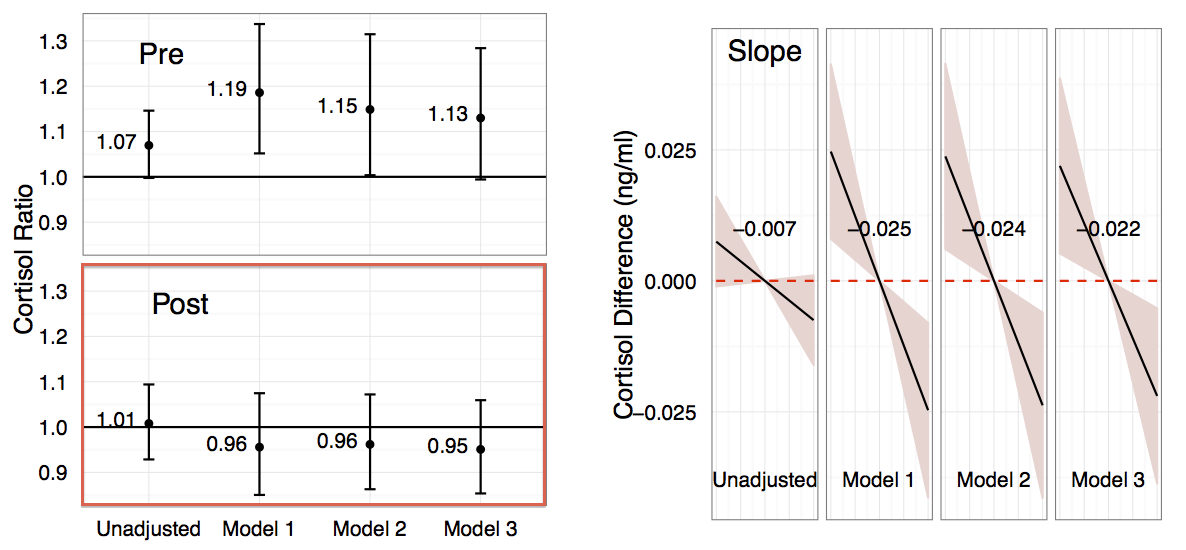 Cortisol Ratio
Pre
1.3
1.2
1.1
1.0
0.9
1.07
1.19
1.15
1.13
Post
1.3
1.2
1.1
1.0
0.9
1.01
0.96
0.96
0.95
Unadjusted Model 1 Model 2 Model 3
Cortisol Difference (ng/ml)
Slope
0.025
0.000
−0.025
−0.007 −0.025 −0.024 −0.022
Unadjusted Model 1 Model 2 Model 3